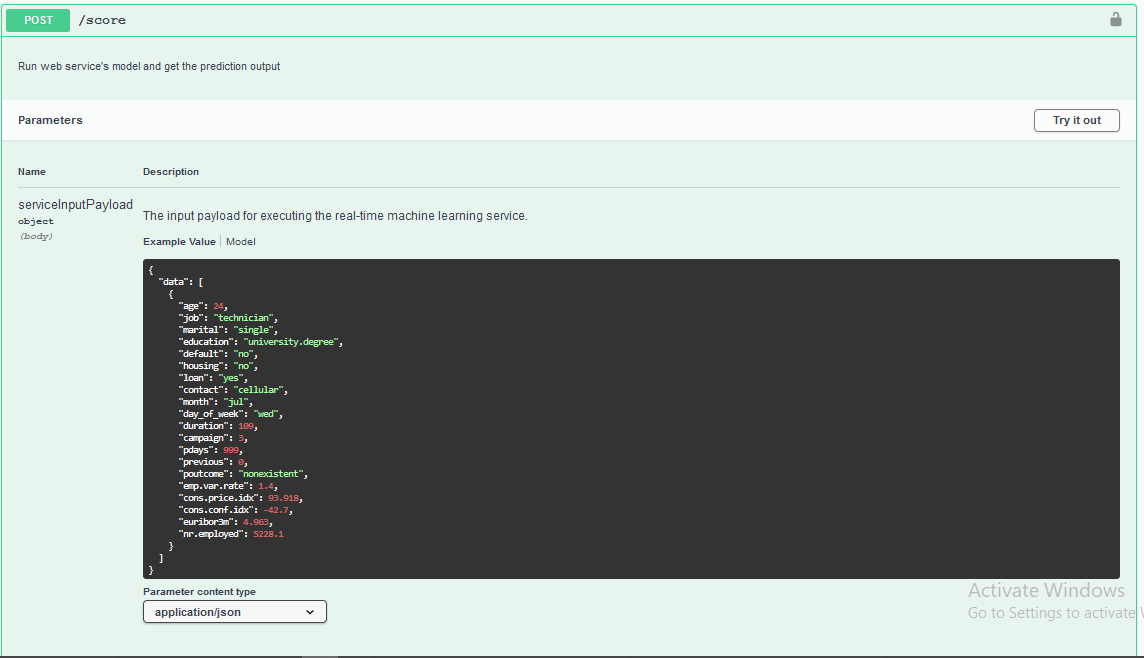 POST /score
Run web service's model and get the prediction output
Parameters
Try it out
Name Description
serviceInputPayload
object
(body)
The input payload for executing the real-time machine learning service.
Example Value Model
{
"data": [
{
"age": 24,
"job": "technician",
"marital": "single",
"education": "university.degree",
"default": "no",
"housing": "no",
"loan": "yes",
"contact": "cellular",
"month": "jul",
"day_of_week": "wed",
"duration": 109,
"campaign": 3,
"pdays": 999,
"previous": 0,
"poutcome": "nonexistent",
"emp.var.rate": 1.4,
"cons.price.idx": 93.918,
"cons.conf.idx": -42.7,
"euribor3m": 4.963,
"nr.employed": 5228.1
}
]
}
Parameter content type
application/json
Activate Windows
Go to Settings to activate W